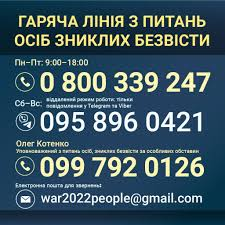 ГАРЯЧА ЛІНІЯ З ПИТАНЬ
ОСІБ ЗНИКЛИХ БЕЗВІСТИ
Пн–Пт: 9:00–18:00
0 800 339 247
Сб–Вс: віддалений режим роботи: тільки
повідомлення у Telegram та Viber
095 896 0421
Олег Котенко
Уповноважений з питань осіб, зниклих безвісти за особливих обставин
099 792 0126
Електронна пошта для звернень:
war2022people@gmail.com